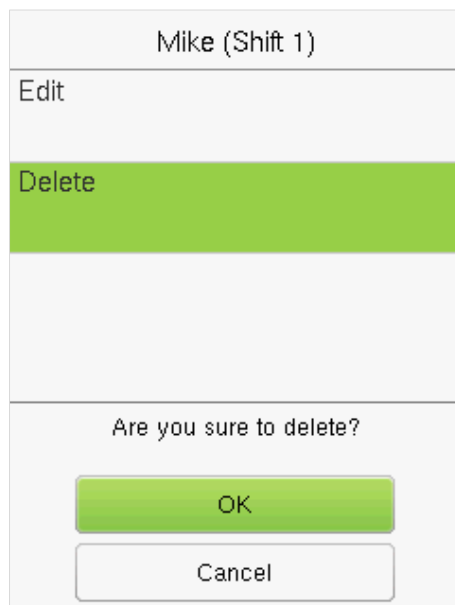 Mike (Shift 1)
Edit
Delete
Are you sure to delete?
OK
Cancel